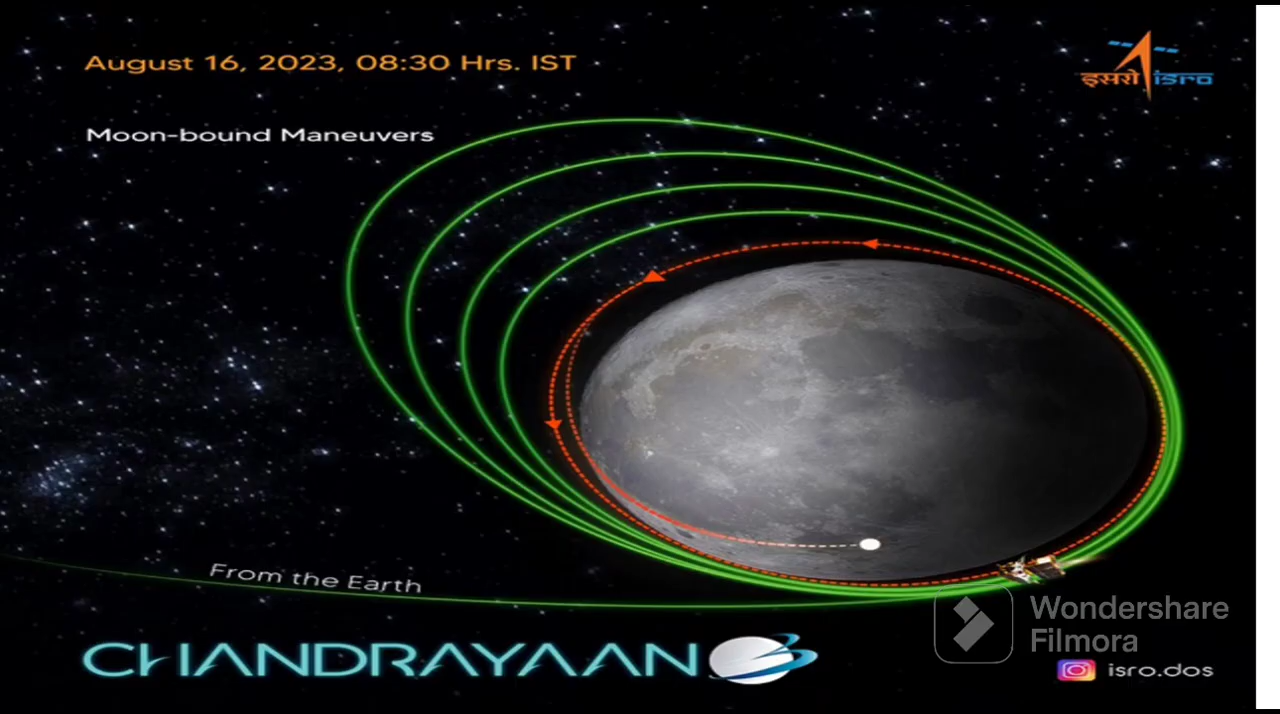 August 16, 2023, 08:30 Hrs. IST
इसरो isro
Moon-bound Maneuvers
From the Earth
CHANDRAYAAN 3
Wondershare
Filmora
isro.dos